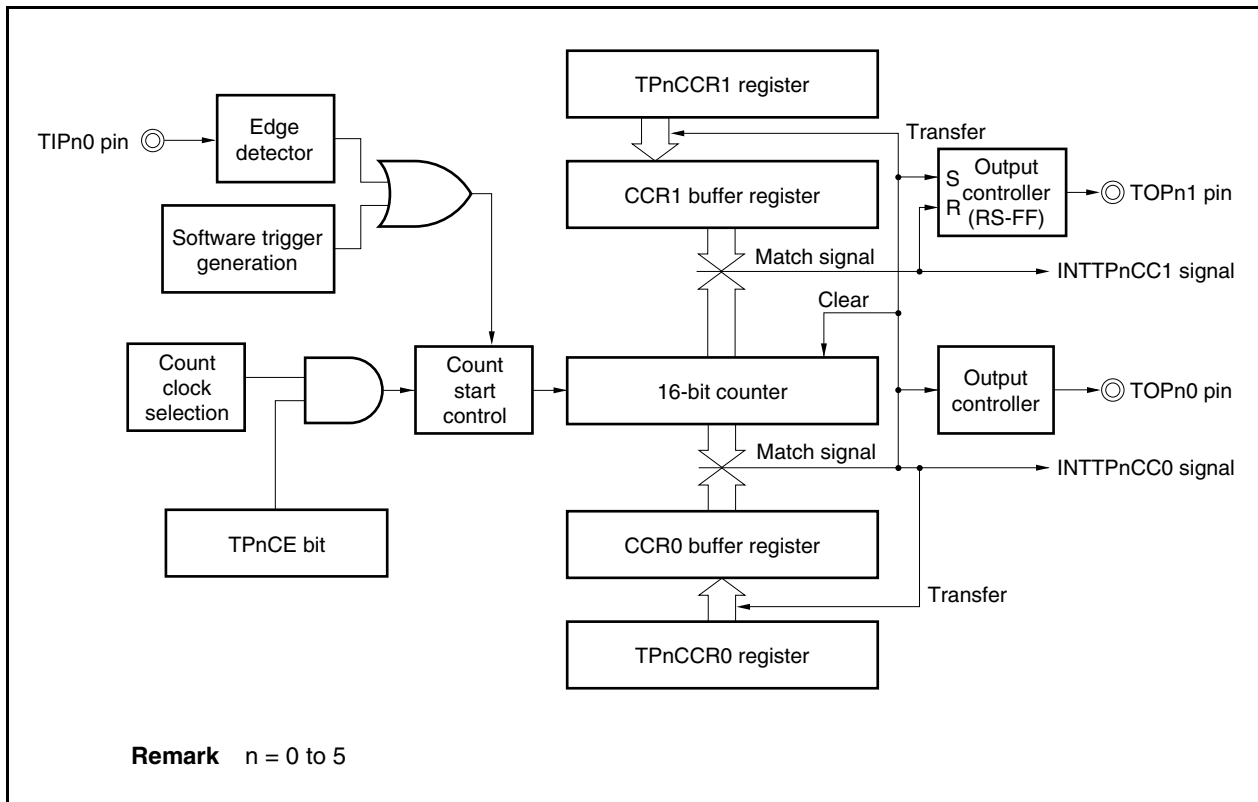 TPnCCR1 register
TIPn0 pin
Edge
detector
Transfer
CCR1 buffer register
S
R
Output
controller
(RS-FF)
TOPn1 pin
Software trigger
generation
Match signal
INTTPnCC1 signal
Clear
Count
clock
selection
Count
start
control
16-bit counter
Output
controller
TOPn0 pin
Match signal
INTTPnCC0 signal
TPnCE bit
CCR0 buffer register
Transfer
TPnCCR0 register
Remark n = 0 to 5